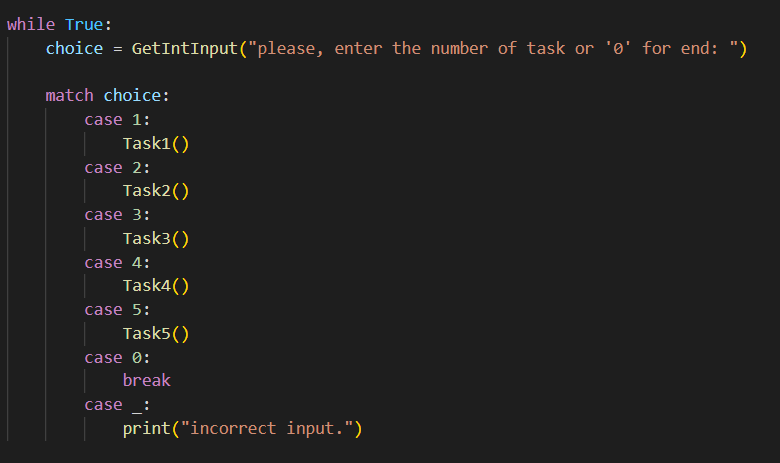 while True:
    choice = GetIntInput("please, enter the number of task or '0' for end: ")

    match choice:
        case 1:
            Task1()
        case 2:
            Task2()
        case 3:
            Task3()
        case 4:
            Task4()
        case 5:
            Task5()
        case 0:
            break
        case _:
            print("incorrect input.")